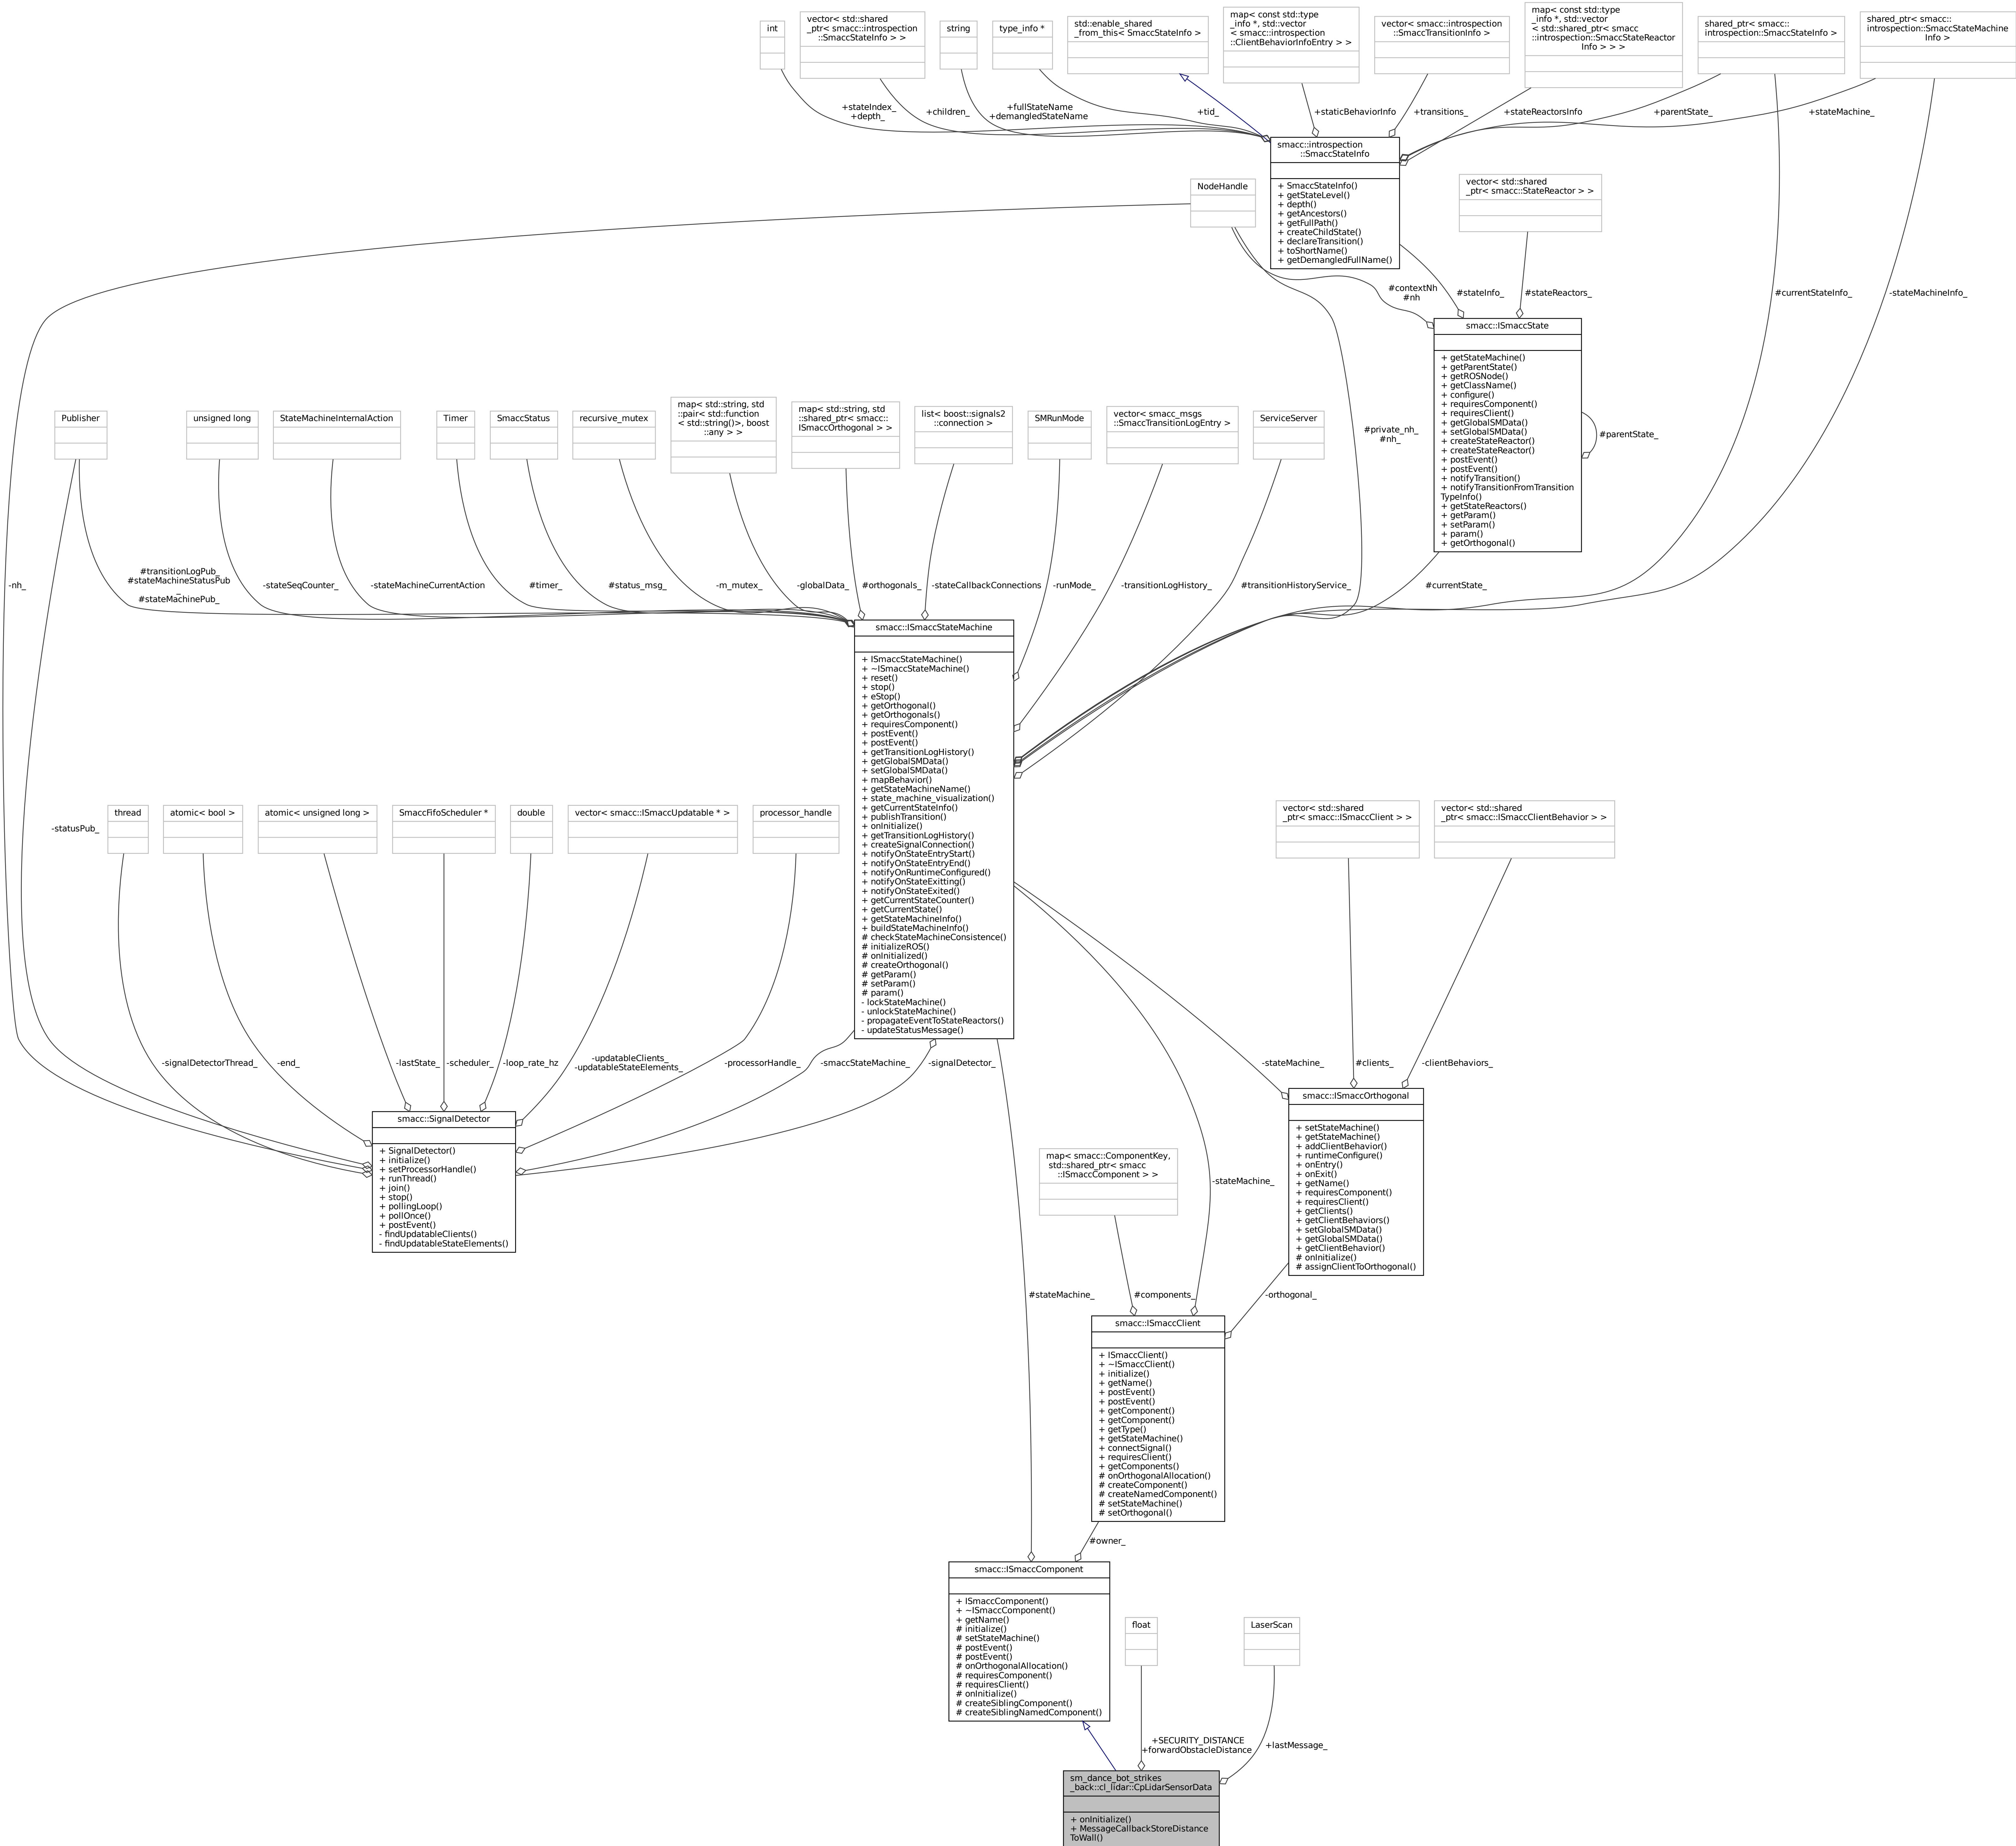 int
vector< std::shared
_ptr< smacc::introspection
::SmaccStateInfo > >
string
type_info *
std::enable_shared
_from_this< SmaccStateInfo >
map< const std::type
_info *, std::vector
< smacc::introspection
::ClientBehaviorInfoEntry > >
vector< smacc::introspection
::SmaccTransitionInfo >
map< const std::type
_info *, std::vector
< std::shared_ptr< smacc
::introspection::SmaccStateReactor
Info > > >
shared_ptr< smacc::
introspection::SmaccStateInfo >
shared_ptr< smacc::
introspection::SmaccStateMachine
Info >
+stateIndex_
+depth_
+children_
+fullStateName
+demangledStateName
+tid_
+staticBehaviorInfo
+transitions_
+stateReactorsInfo
+parentState_
+stateMachine_
smacc::introspection
::SmaccStateInfo
+ SmaccStateInfo()
+ getStateLevel()
+ depth()
+ getAncestors()
+ getFullPath()
+ createChildState()
+ declareTransition()
+ toShortName()
+ getDemangledFullName()
NodeHandle
vector< std::shared
_ptr< smacc::StateReactor > >
#contextNh
#nh
#stateInfo_
#stateReactors_
#currentStateInfo_
-stateMachineInfo_
smacc::ISmaccState
+ getStateMachine()
+ getParentState()
+ getROSNode()
+ getClassName()
+ configure()
+ requiresComponent()
+ requiresClient()
+ getGlobalSMData()
+ setGlobalSMData()
+ createStateReactor()
+ createStateReactor()
+ postEvent()
+ postEvent()
+ notifyTransition()
+ notifyTransitionFromTransition
TypeInfo()
+ getStateReactors()
+ getParam()
+ setParam()
+ param()
+ getOrthogonal()
#parentState_
Publisher
unsigned long
StateMachineInternalAction
Timer
SmaccStatus
recursive_mutex
map< std::string, std
::pair< std::function
< std::string()>, boost
::any > >
map< std::string, std
::shared_ptr< smacc::
ISmaccOrthogonal > >
list< boost::signals2
::connection >
SMRunMode
vector< smacc_msgs
::SmaccTransitionLogEntry >
ServiceServer
#private_nh_
#nh_
-nh_
#transitionLogPub_
#stateMachineStatusPub
_
#stateMachinePub_
-stateSeqCounter_
-stateMachineCurrentAction
#timer_
#status_msg_
-m_mutex_
-globalData_
#orthogonals_
-stateCallbackConnections
-runMode_
-transitionLogHistory_
#transitionHistoryService_
#currentState_
smacc::ISmaccStateMachine
+ ISmaccStateMachine()
+ ~ISmaccStateMachine()
+ reset()
+ stop()
+ eStop()
+ getOrthogonal()
+ getOrthogonals()
+ requiresComponent()
+ postEvent()
+ postEvent()
+ getTransitionLogHistory()
+ getGlobalSMData()
+ setGlobalSMData()
+ mapBehavior()
+ getStateMachineName()
+ state_machine_visualization()
+ getCurrentStateInfo()
+ publishTransition()
+ onInitialize()
+ getTransitionLogHistory()
+ createSignalConnection()
+ notifyOnStateEntryStart()
+ notifyOnStateEntryEnd()
+ notifyOnRuntimeConfigured()
+ notifyOnStateExitting()
+ notifyOnStateExited()
+ getCurrentStateCounter()
+ getCurrentState()
+ getStateMachineInfo()
+ buildStateMachineInfo()
# checkStateMachineConsistence()
# initializeROS()
# onInitialized()
# createOrthogonal()
# getParam()
# setParam()
# param()
- lockStateMachine()
- unlockStateMachine()
- propagateEventToStateReactors()
- updateStatusMessage()
-statusPub_
thread
atomic< bool >
atomic< unsigned long >
SmaccFifoScheduler *
double
vector< smacc::ISmaccUpdatable * >
processor_handle
vector< std::shared
_ptr< smacc::ISmaccClient > >
vector< std::shared
_ptr< smacc::ISmaccClientBehavior > >
-signalDetectorThread_
-end_
-lastState_
-scheduler_
-loop_rate_hz
-updatableClients_
-updatableStateElements_
-processorHandle_
-smaccStateMachine_
-signalDetector_
-stateMachine_
#clients_
-clientBehaviors_
smacc::SignalDetector
+ SignalDetector()
+ initialize()
+ setProcessorHandle()
+ runThread()
+ join()
+ stop()
+ pollingLoop()
+ pollOnce()
+ postEvent()
- findUpdatableClients()
- findUpdatableStateElements()
smacc::ISmaccOrthogonal
+ setStateMachine()
+ getStateMachine()
+ addClientBehavior()
+ runtimeConfigure()
+ onEntry()
+ onExit()
+ getName()
+ requiresComponent()
+ requiresClient()
+ getClients()
+ getClientBehaviors()
+ setGlobalSMData()
+ getGlobalSMData()
+ getClientBehavior()
# onInitialize()
# assignClientToOrthogonal()
map< smacc::ComponentKey,
std::shared_ptr< smacc
::ISmaccComponent > >
-stateMachine_
#stateMachine_
#components_
-orthogonal_
smacc::ISmaccClient
+ ISmaccClient()
+ ~ISmaccClient()
+ initialize()
+ getName()
+ postEvent()
+ postEvent()
+ getComponent()
+ getComponent()
+ getType()
+ getStateMachine()
+ connectSignal()
+ requiresClient()
+ getComponents()
# onOrthogonalAllocation()
# createComponent()
# createNamedComponent()
# setStateMachine()
# setOrthogonal()
#owner_
smacc::ISmaccComponent
+ ISmaccComponent()
+ ~ISmaccComponent()
+ getName()
# initialize()
# setStateMachine()
# postEvent()
# postEvent()
# onOrthogonalAllocation()
# requiresComponent()
# requiresClient()
# onInitialize()
# createSiblingComponent()
# createSiblingNamedComponent()
float
LaserScan
+SECURITY_DISTANCE
+forwardObstacleDistance
+lastMessage_
sm_dance_bot_strikes
_back::cl_lidar::CpLidarSensorData
+ onInitialize()
+ MessageCallbackStoreDistance
ToWall()